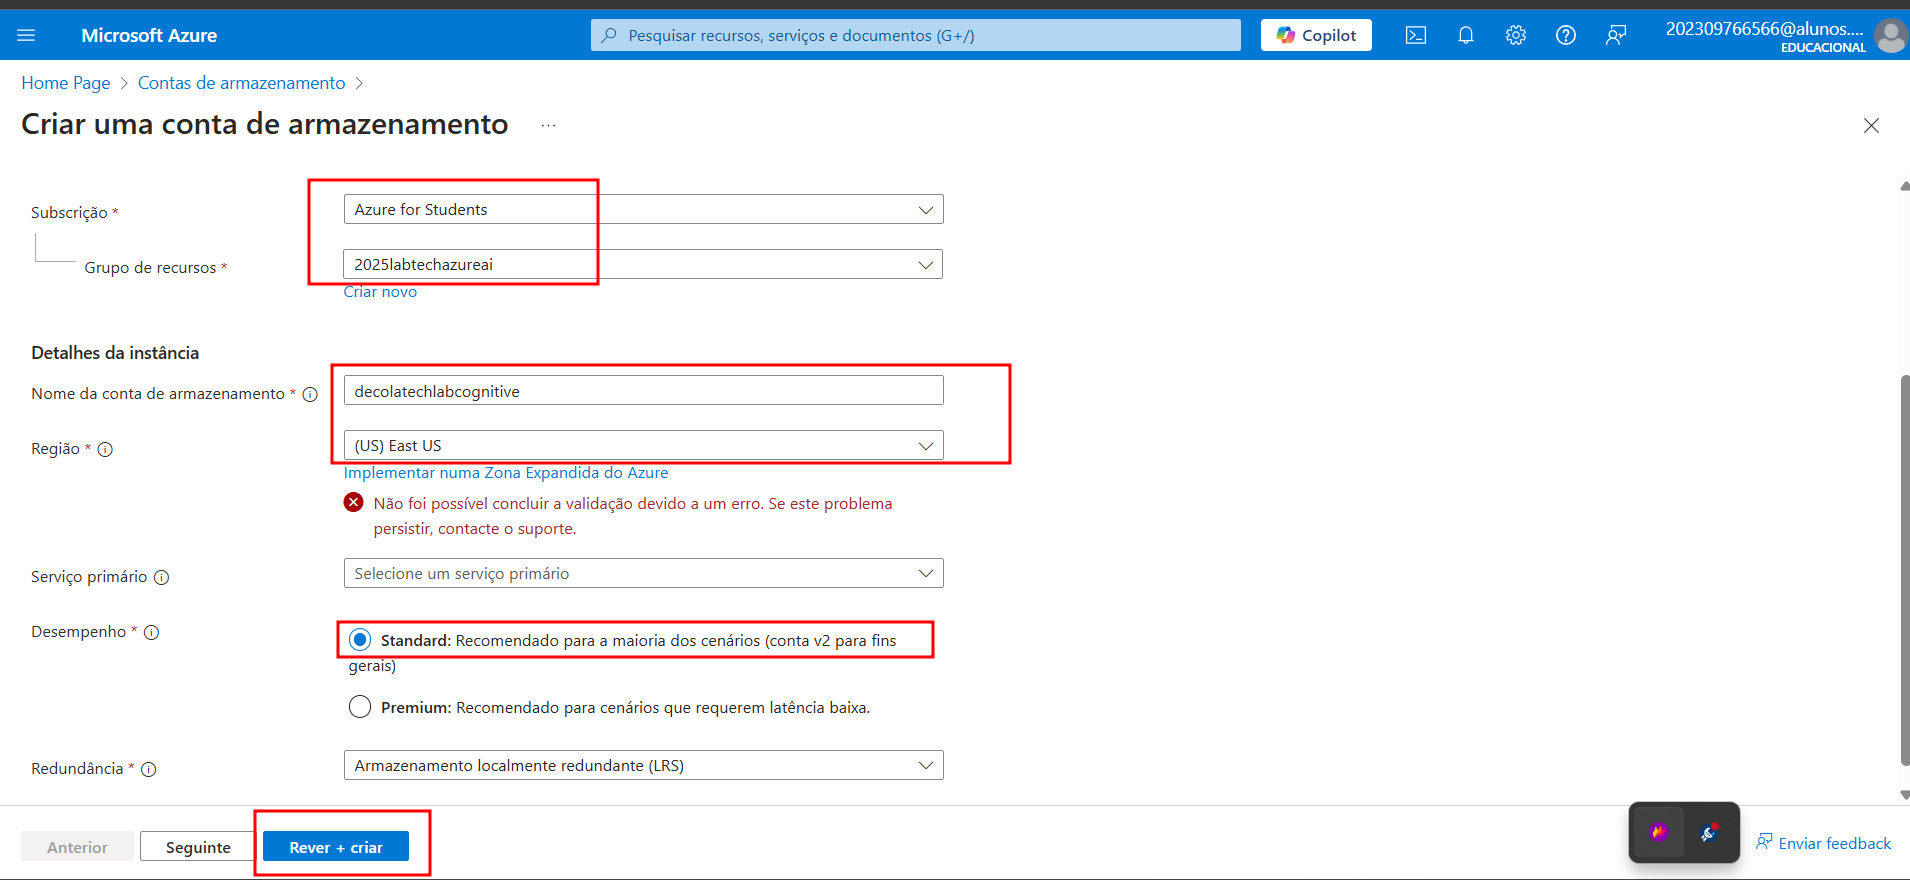 Microsoft Azure
Pesquisar recursos, serviços e documentos (G+/)
Copilot
202309766566@alunos....
EDUCACIONAL
Home Page > Contas de armazenamento >
Criar uma conta de armazenamento ...
Subscrição *
Azure for Students
Grupo de recursos *
2025labtechazureai
Criar novo
Detalhes da instância
Nome da conta de armazenamento *
decolatechlabcognitive
Região *
(US) East US
Implementar numa Zona Expandida do Azure
Não foi possível concluir a validação devido a um erro. Se este problema
persistir, contacte o suporte.
Serviço primário
Selecione um serviço primário
Desempenho *
Standard: Recomendado para a maioria dos cenários (conta v2 para fins
gerais)
Premium: Recomendado para cenários que requerem latência baixa.
Redundância *
Armazenamento localmente redundante (LRS)
Anterior
Seguinte
Rever + criar
Enviar feedback